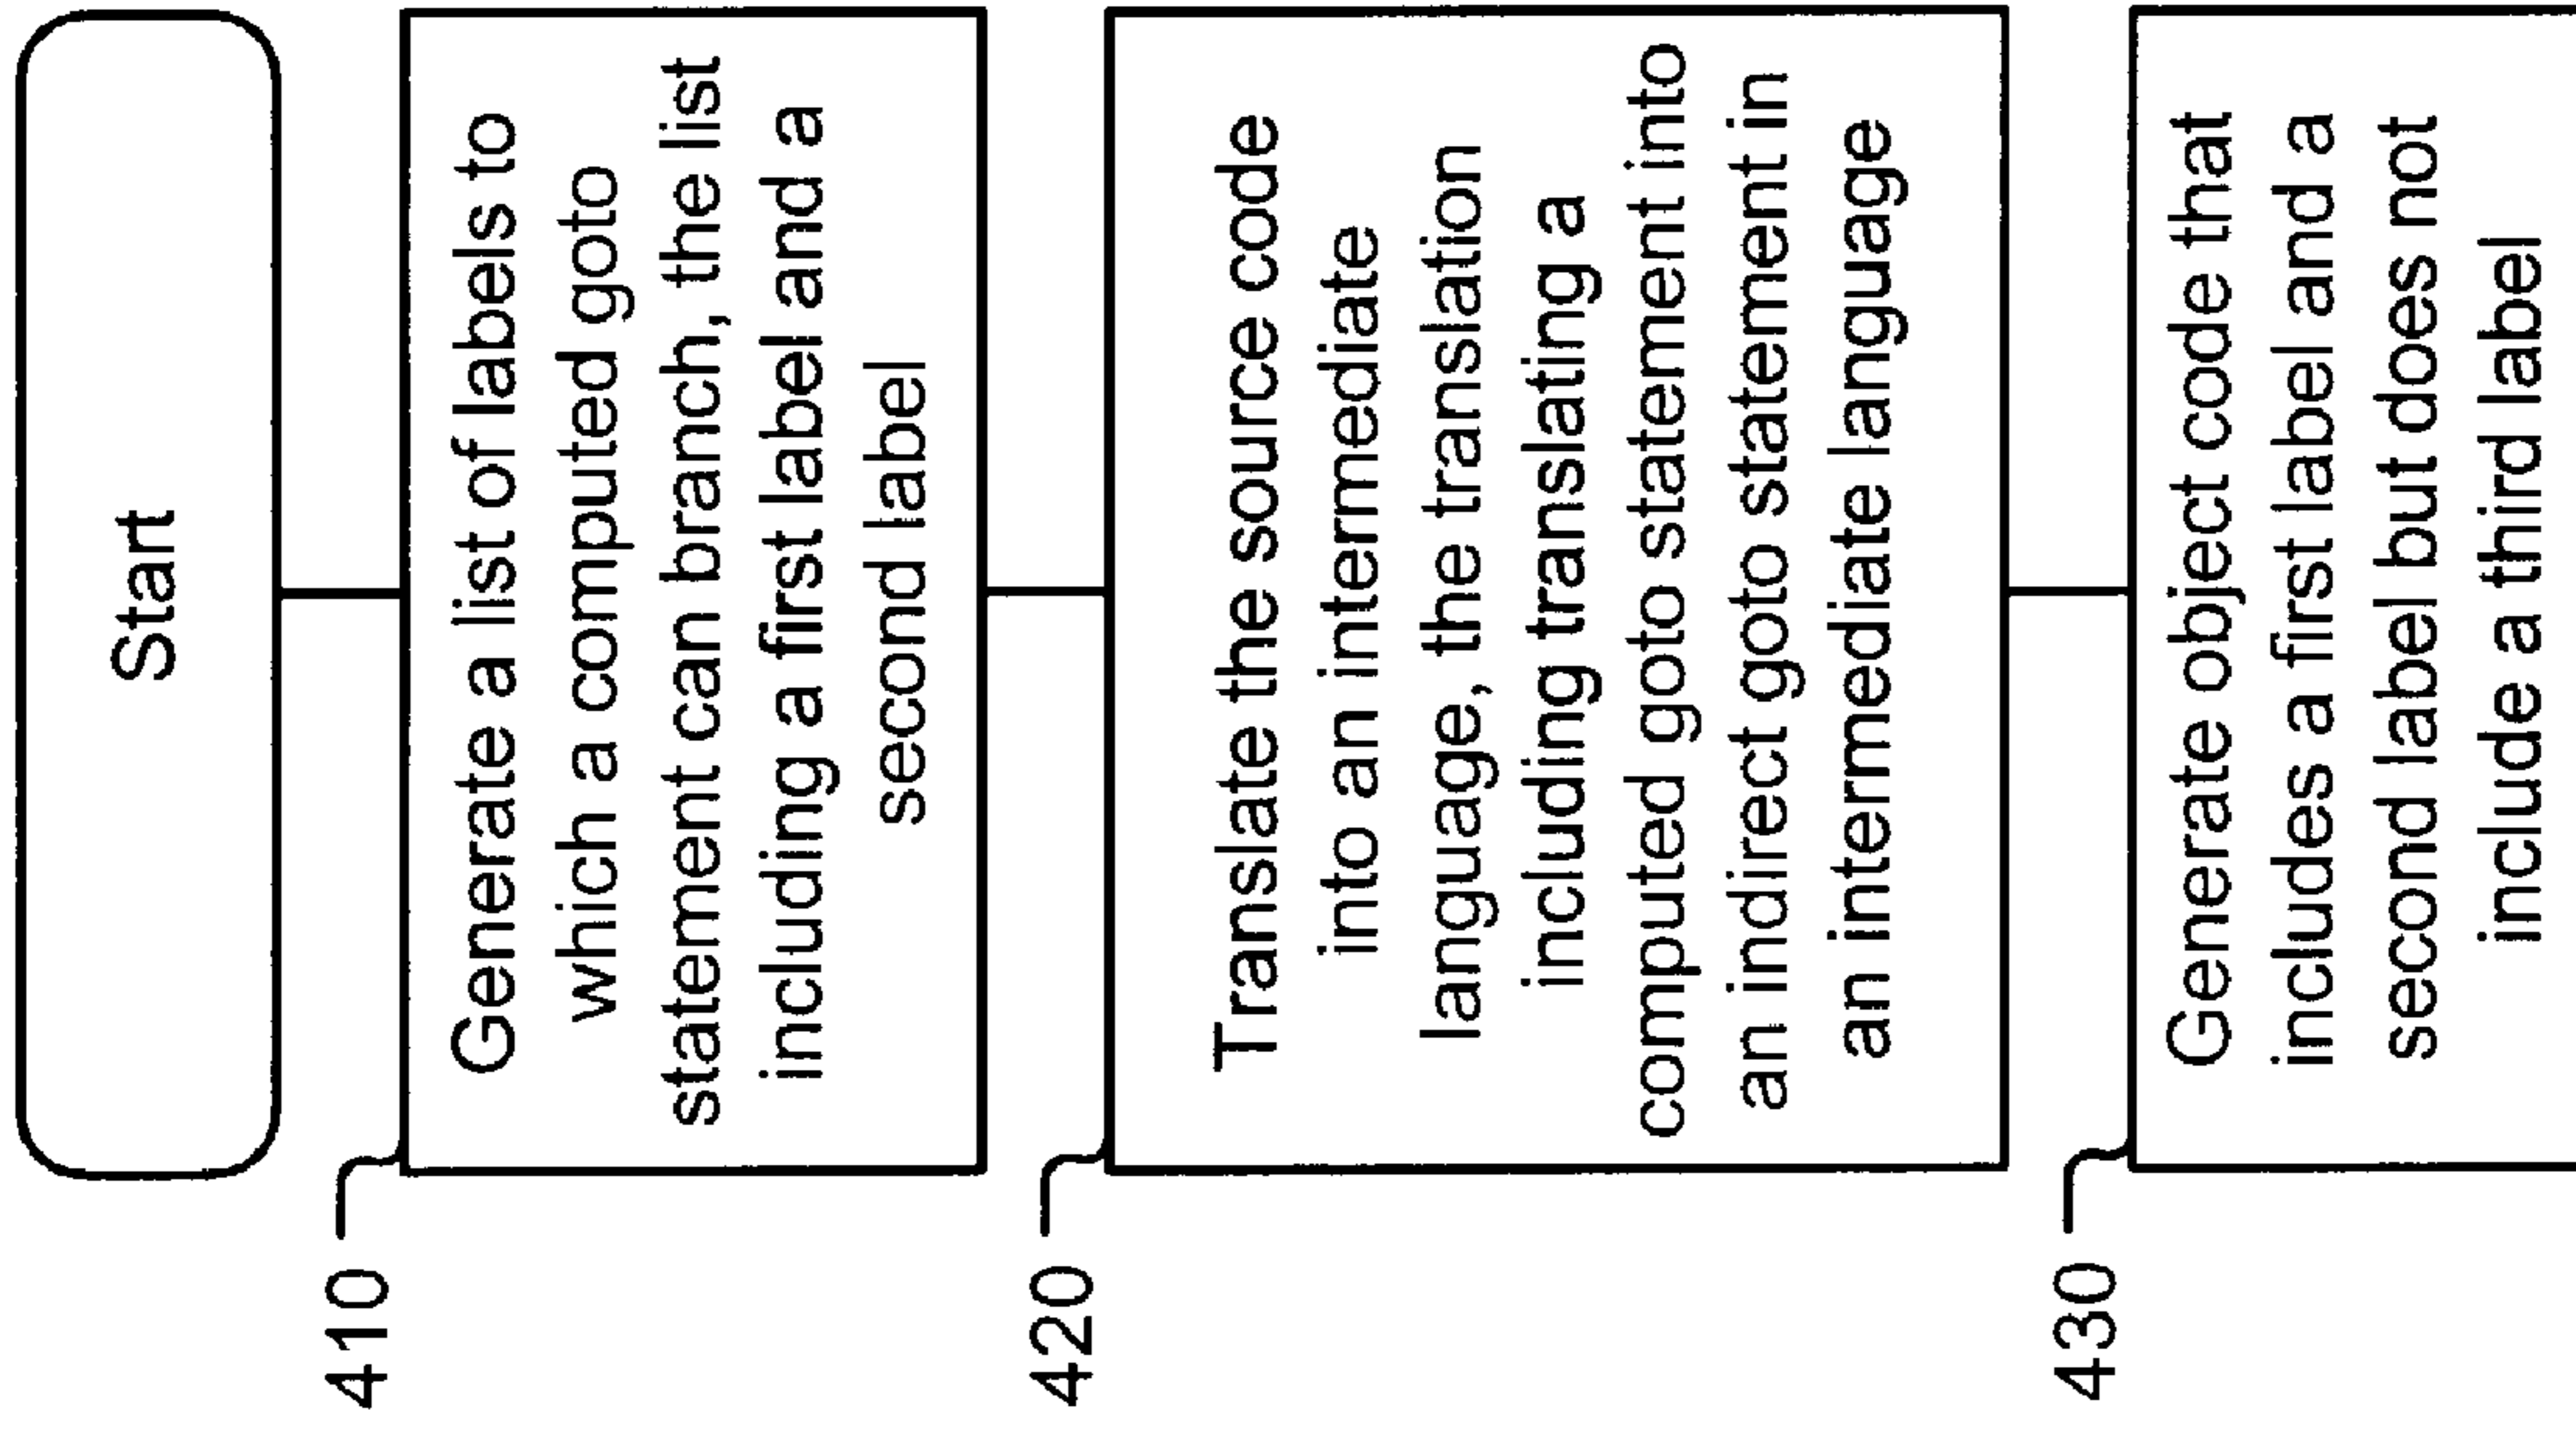 Start
410
Generate a list of labels to
which a computed goto
statement can branch, the list
including a first label and a
second label
420
Translate the source code
into an intermediate
language, the translation
including translating a
computed goto statement into
an indirect goto statement in
an intermediate language
430
Generate object code that
includes a first label and a
second label but does not
include a third label